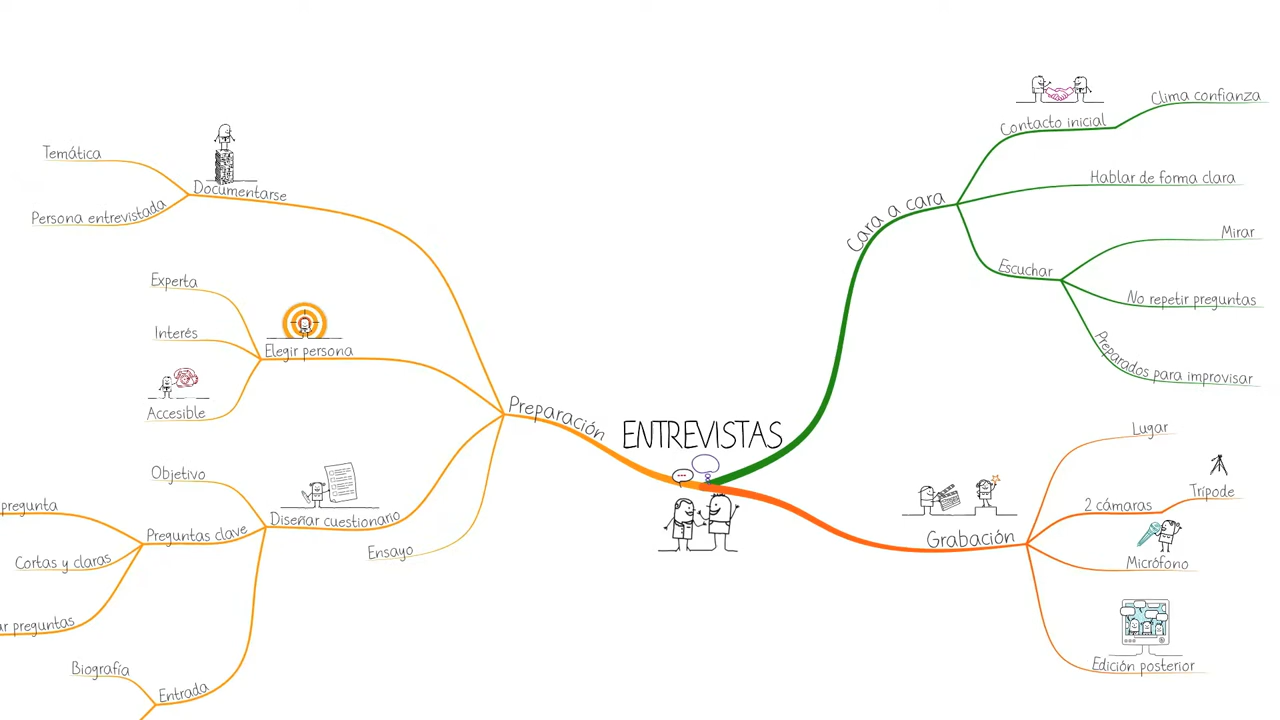 ENTREVISTAS
Preparación
Documentarse
Temática
Persona entrevistada
Elegir persona
Experta
Interés
Accesible
Diseñar cuestionario
Objetivo
Preguntas clave
pregunta
Cortas y claras
preguntas
Entrada
Biografía
Ensayo
Cara a cara
Contacto inicial
Clima confianza
Hablar de forma clara
Escuchar
Mirar
No repetir preguntas
Preparados para improvisar
Grabación
Lugar
2 cámaras
Trípode
Micrófono
Edición posterior